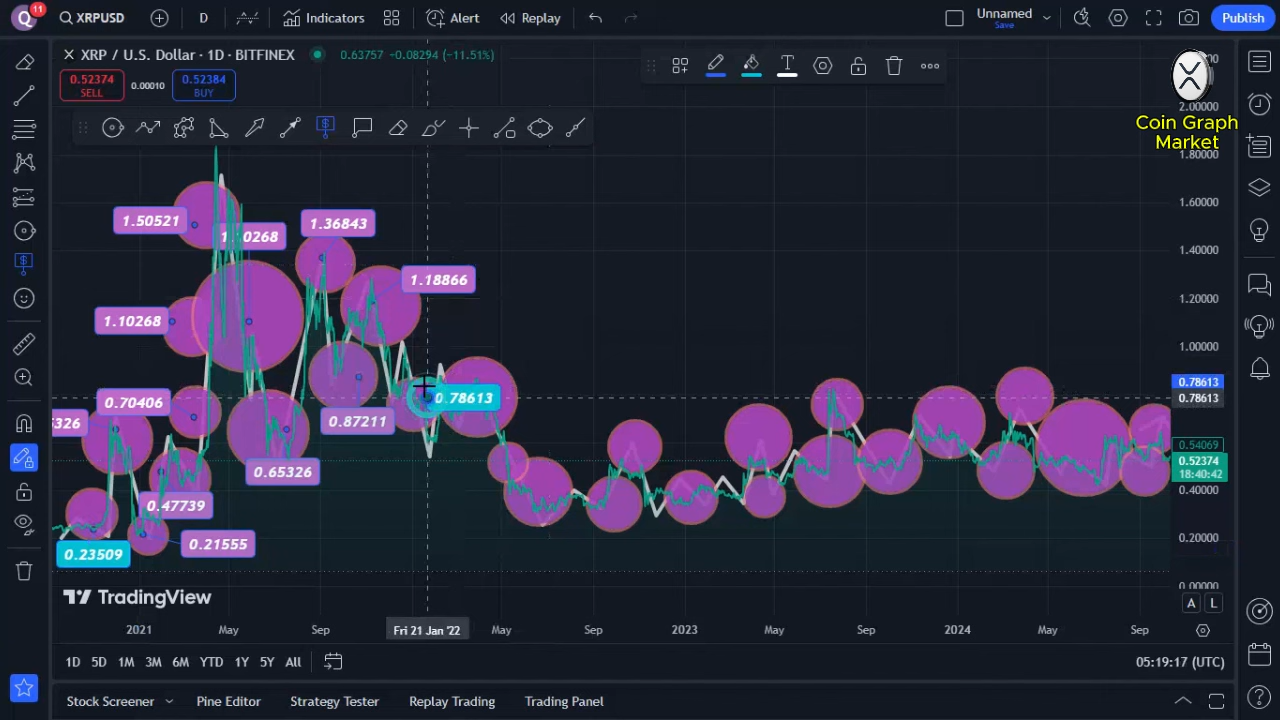 Q 11 XRPUSD D Indicators Alert Replay Unnamed Save Publish
XRP / U.S. Dollar · 1D · BITFINEX 0.63757 −0.08294 (−11.51%)
0.52374 SELL 0.00010 0.52384 BUY
Coin Graph
Market
2.00000
1.80000
1.60000
1.40000
1.20000
1.00000
0.78613
0.78613
0.54069
0.52374
18:40:42
0.40000
0.20000
0.00000
1.50521
1.36843
1.18866
1.10268
0.70406
0.78613
0.87211
0.65326
0.47739
0.21555
0.23509
TradingView
A L
2021 May Sep Fri 21 Jan '22 May Sep 2023 May Sep 2024 May Sep
1D 5D 1M 3M 6M YTD 1Y 5Y All 05:19:17 (UTC)
Stock Screener Pine Editor Strategy Tester Replay Trading Trading Panel